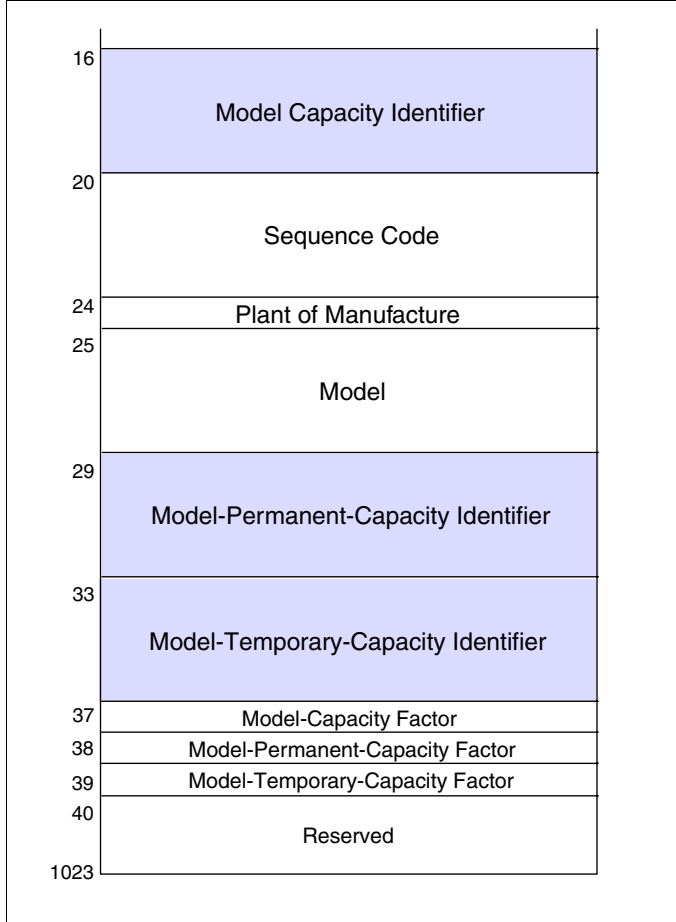 16
Model Capacity Identifier
20
Sequence Code
24
Plant of Manufacture
25
Model
29
Model-Permanent-Capacity Identifier
33
Model-Temporary-Capacity Identifier
37
Model-Capacity Factor
38
Model-Permanent-Capacity Factor
39
Model-Temporary-Capacity Factor
40
Reserved
1023